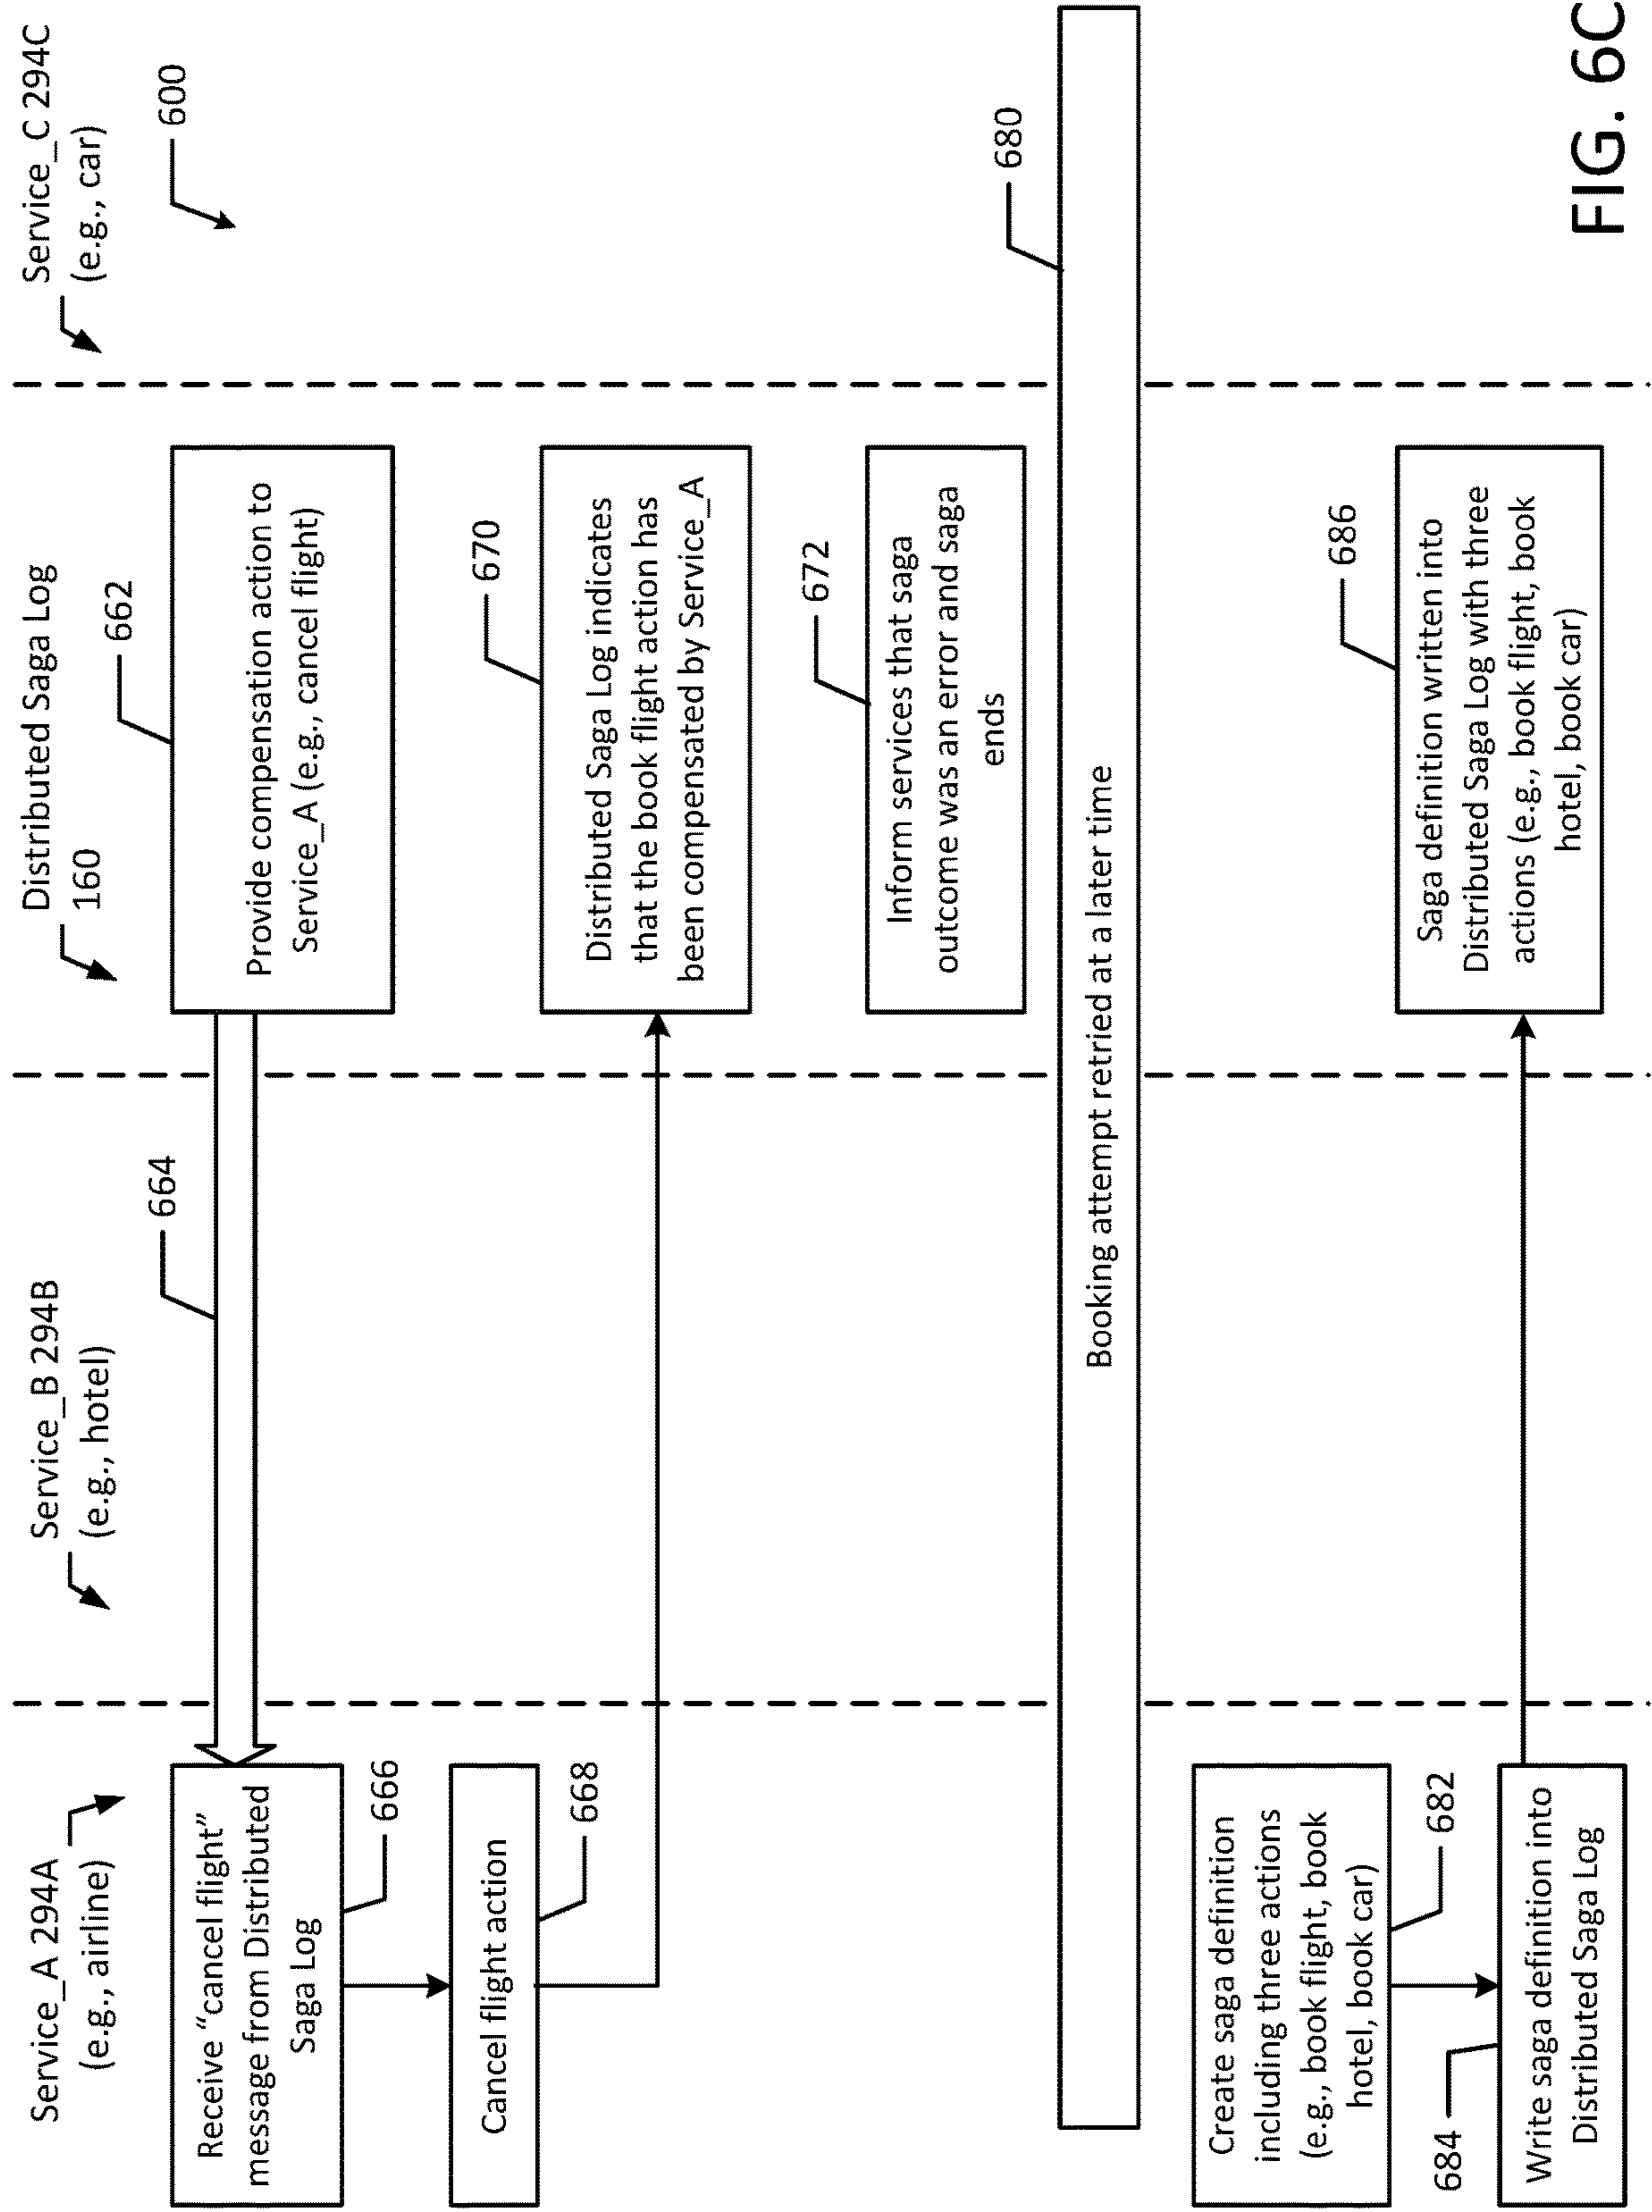 Service_A 294A
(e.g., airline)
Service_B 294B
(e.g., hotel)
Distributed Saga Log
160
Service_C 294C
(e.g., car)
600
Receive “cancel flight”
message from Distributed
Saga Log
666
664
Provide compensation action to
Service_A (e.g., cancel flight)
662
Cancel flight action
668
Distributed Saga Log indicates
that the book flight action has
been compensated by Service_A
670
Inform services that saga
outcome was an error and saga
ends
672
Booking attempt retried at a later time
680
Create saga definition
including three actions
(e.g., book flight, book
hotel, book car)
682
684
Write saga definition into
Distributed Saga Log
Saga definition written into
Distributed Saga Log with three
actions (e.g., book flight, book
hotel, book car)
686
FIG. 6C